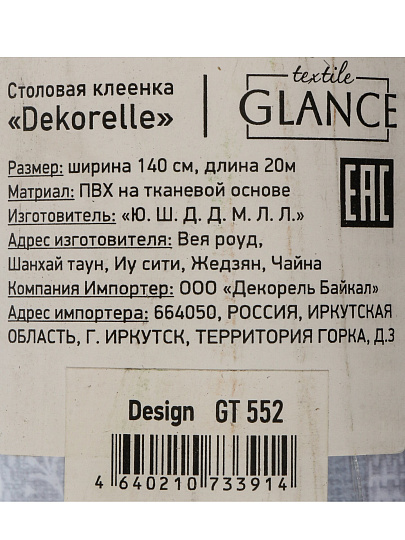 Столовая клеенка
«Dekorelle»
textile
GLANCE
Размер: ширина 140 см, длина 20м
Матриал: ПВХ на тканевой основе
Изготовитель: «Ю. Ш. Д. Д. М. Л. Л.»
Адрес изготовителя: Вея роуд,
Шанхай таун, Иу сити, Жедзян, Чайна
Компания Импортер: ООО «Декорель Байкал»
Адрес импортера: 664050, РОССИЯ, ИРКУТСКАЯ
ОБЛАСТЬ, Г. ИРКУТСК, ТЕРРИТОРИЯ ГОРКА, Д.3
EAC
Design GT 552
4 640210 733914